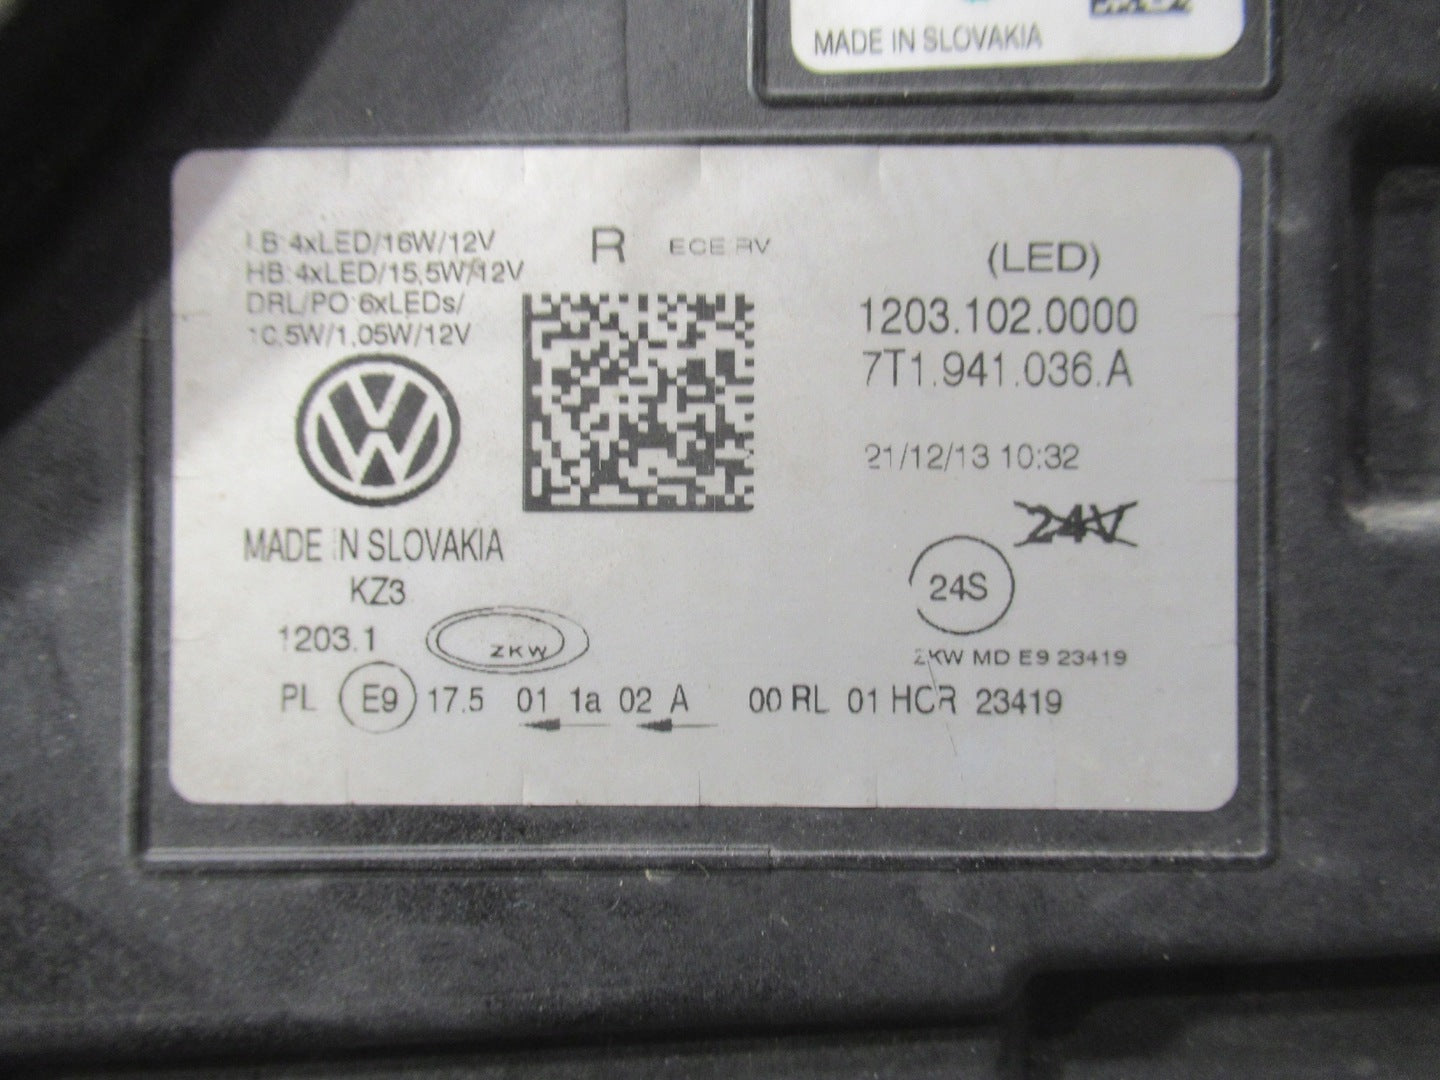 MADE IN SLOVAKIA
LB: 4xLED/16W/12V
HB: 4xLED/15,5W/12V
DRL/PO: 6xLEDs/
10,5W/1,05W/12V
R ECE RV
(LED)
1203.102.0000
7T1.941.036.A
21/12/13 10:32
24V
24S
MADE IN SLOVAKIA
KZ3
1203.1 ZKW
ZKW MD E9 23419
PL E9 17.5 01 1a 02 A 00 RL 01 HCR 23419